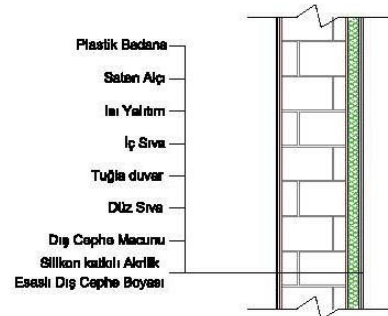 Plastik Badana
Saten Alçı
Isı Yalıtım
İç Sıva
Tuğla duvar
Düz Sıva
Dış Cephe Macunu
Silikon katkılı Akrilik
Esaslı Dış Cephe Boyası